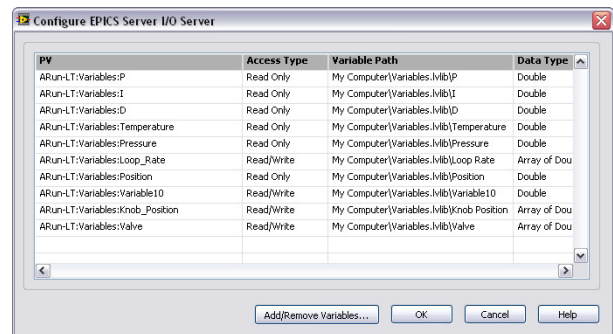 Configure EPICS Server I/O Server
PV Access Type Variable Path Data Type
ARun-LT:Variables:P Read Only My Computer\Variables.lvlib\P Double
ARun-LT:Variables:I Read Only My Computer\Variables.lvlib\I Double
ARun-LT:Variables:D Read Only My Computer\Variables.lvlib\D Double
ARun-LT:Variables:Temperature Read Only My Computer\Variables.lvlib\Temperature Double
ARun-LT:Variables:Pressure Read Only My Computer\Variables.lvlib\Pressure Double
ARun-LT:Variables:Loop_Rate Read/Write My Computer\Variables.lvlib\Loop Rate Array of Dou
ARun-LT:Variables:Position Read Only My Computer\Variables.lvlib\Position Double
ARun-LT:Variables:Variable10 Read/Write My Computer\Variables.lvlib\Variable10 Double
ARun-LT:Variables:Knob_Position Read/Write My Computer\Variables.lvlib\Knob Position Array of Dou
ARun-LT:Variables:Valve Read/Write My Computer\Variables.lvlib\Valve Array of Dou
Add/Remove Variables... OK Cancel Help